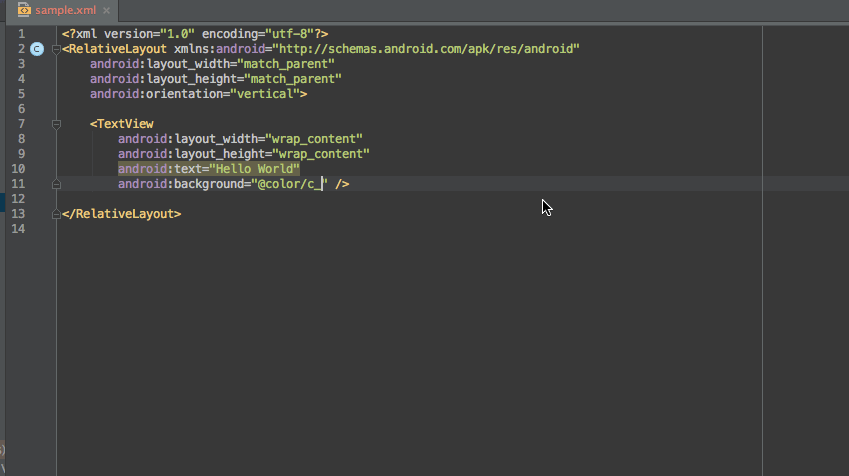 sample.xml
1 <?xml version="1.0" encoding="utf-8"?>
2 C <RelativeLayout xmlns:android="http://schemas.android.com/apk/res/android"
3 android:layout_width="match_parent"
4 android:layout_height="match_parent"
5 android:orientation="vertical">
6
7 <TextView
8 android:layout_width="wrap_content"
9 android:layout_height="wrap_content"
10 android:text="Hello World"
11 android:background="@color/c_" />
12
13 </RelativeLayout>
14